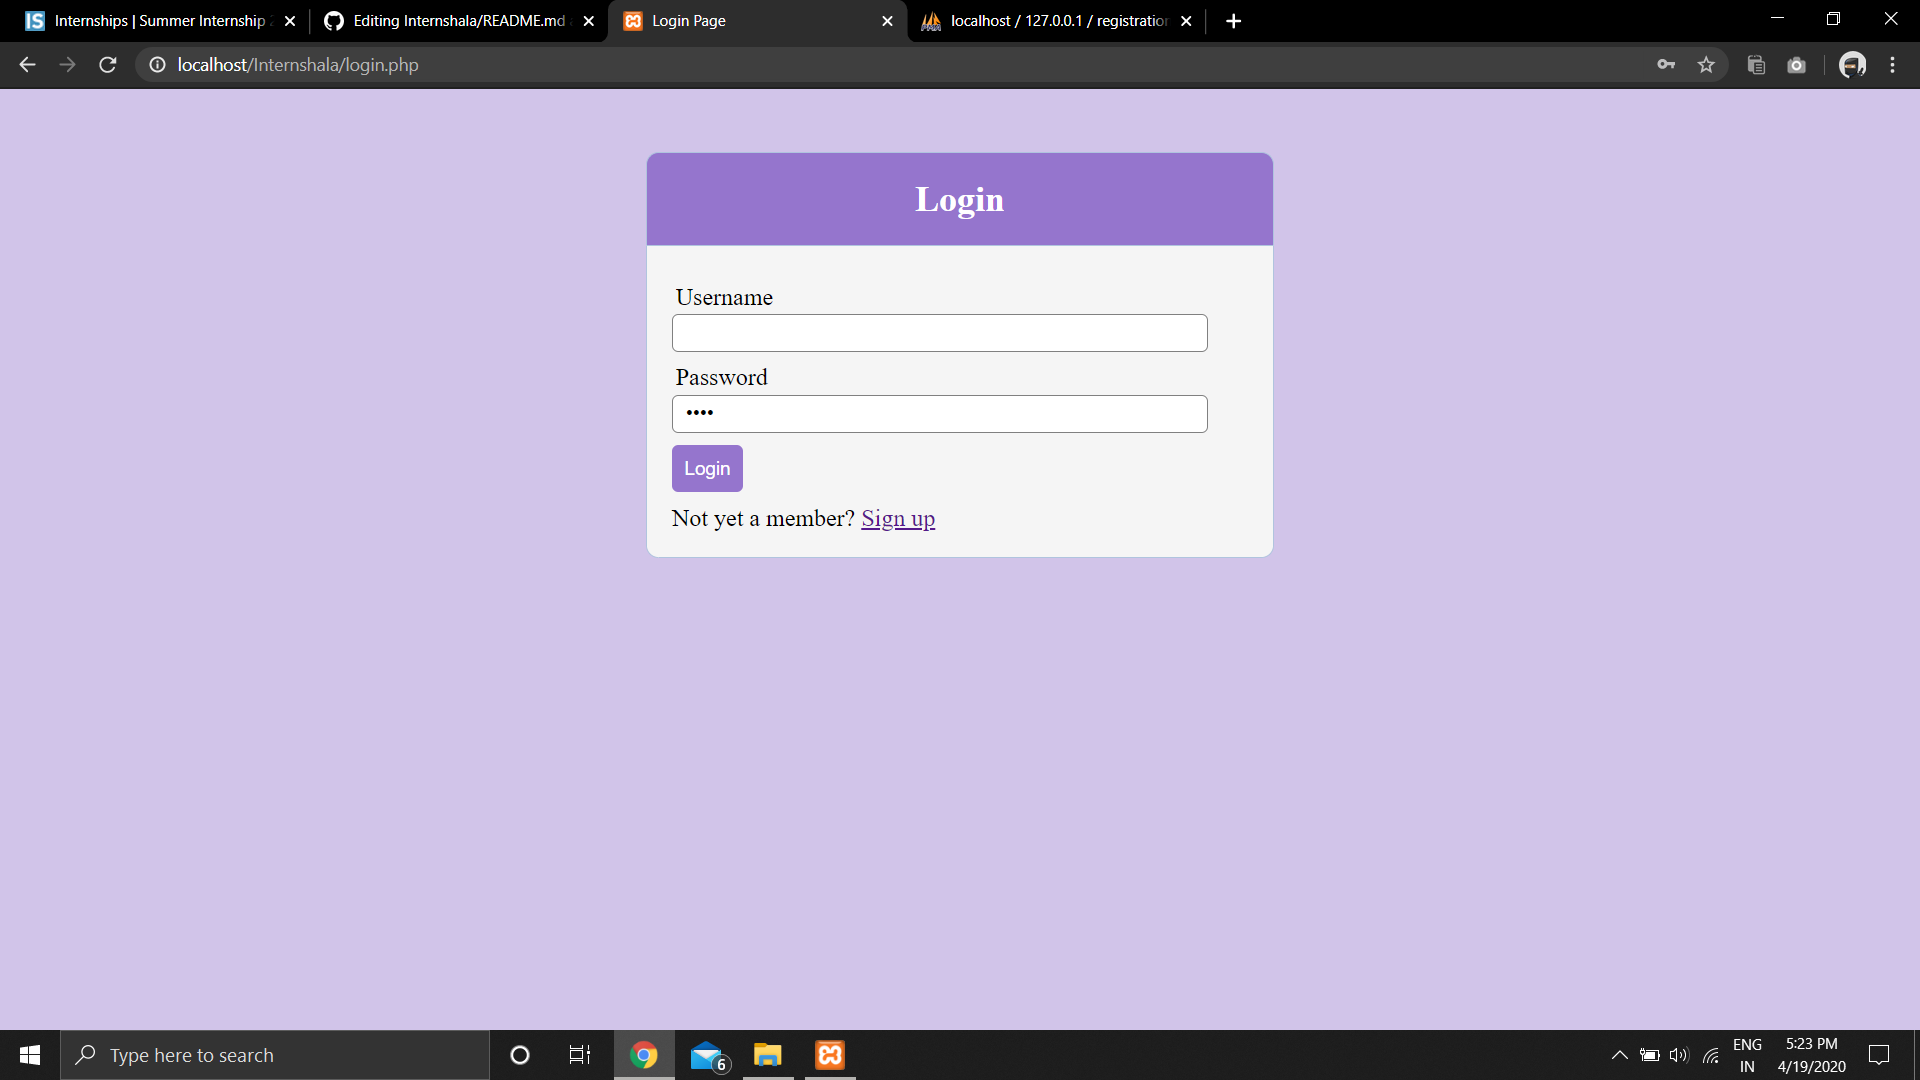 IS Internships | Summer Internship 2
Editing Internshala/README.md
Login Page
localhost / 127.0.0.1 / registration
localhost/Internshala/login.php
Login
Username
Password
••••
Login
Not yet a member? Sign up
Type here to search
6
ENG
IN
5:23 PM
4/19/2020